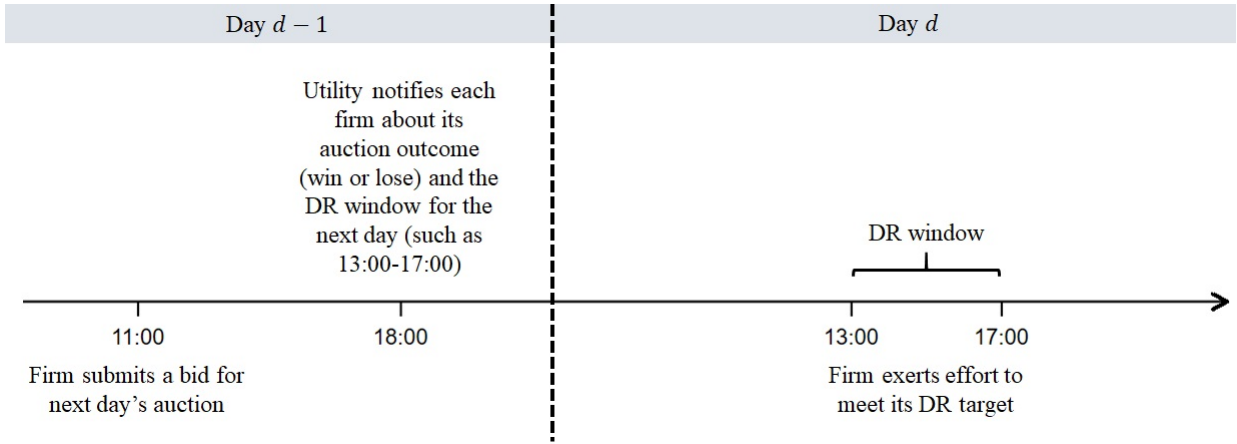 Day d − 1
Day d
Utility notifies each
firm about its
auction outcome
(win or lose) and the
DR window for the
next day (such as
13:00-17:00)
DR window
11:00
18:00
13:00
17:00
Firm submits a bid for
next day’s auction
Firm exerts effort to
meet its DR target